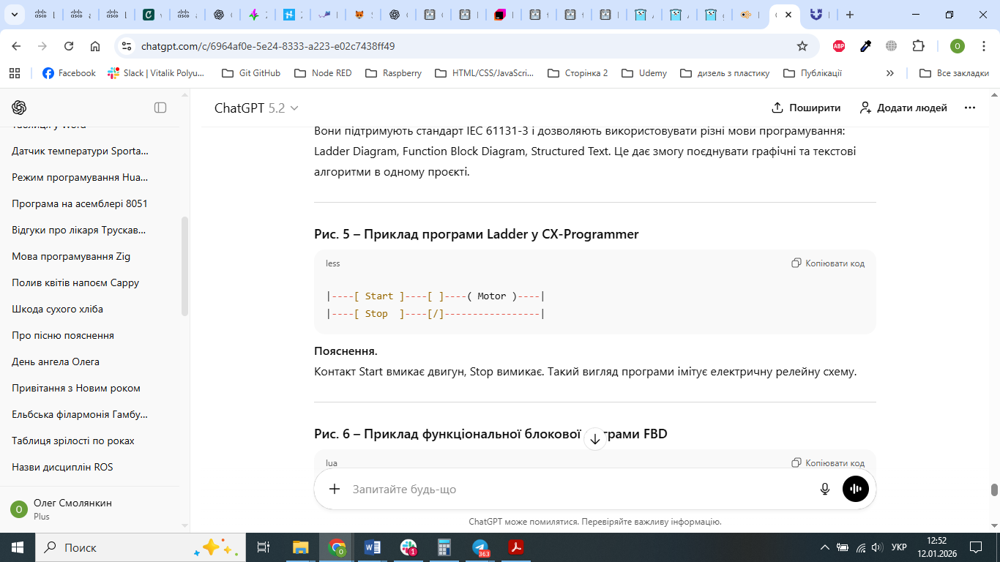 chatgpt.com/c/6964af0e-5e24-8333-a223-e02c7438ff49
ABP
O
Facebook
Slack | Vitalik Polyu...
Git GitHub
Node RED
Raspberry
HTML/CSS/JavaScri...
Сторінка 2
Udemy
дизель з пластику
Публікації
Все закладки
ChatGPT 5.2
Поширити
Додати людей
Таблиця у Word
Датчик температури Sporta...
Режим програмування Hua...
Програма на асемблері 8051
Відгуки про лікаря Трускав...
Мова програмування Zig
Полив квітів напоєм Cappy
Шкода сухого хліба
Про пісню пояснення
День ангела Олега
Привітання з Новим роком
Ельбська філармонія Гамбу...
Таблиця зрілості по роках
Назви дисциплін ROS
О
Олег Смолянкин
Plus
Вони підтримують стандарт IEC 61131-3 і дозволяють використовувати різні мови програмування:
Ladder Diagram, Function Block Diagram, Structured Text. Це дає змогу поєднувати графічні та текстові
алгоритми в одному проєкті.
Рис. 5 – Приклад програми Ladder у CX-Programmer
less
Копіювати код
|----[ Start ]----[ ]----( Motor )----|
|----[ Stop  ]----[/]-----------------|
Пояснення.
Контакт Start вмикає двигун, Stop вимикає. Такий вигляд програми імітує електричну релейну схему.
Рис. 6 – Приклад функціональної блокової грами FBD
lua
Копіювати код
Запитайте будь-що
ChatGPT може помилятися. Перевіряйте важливу інформацію.
Поиск
1
363
УКР
12:52
12.01.2026